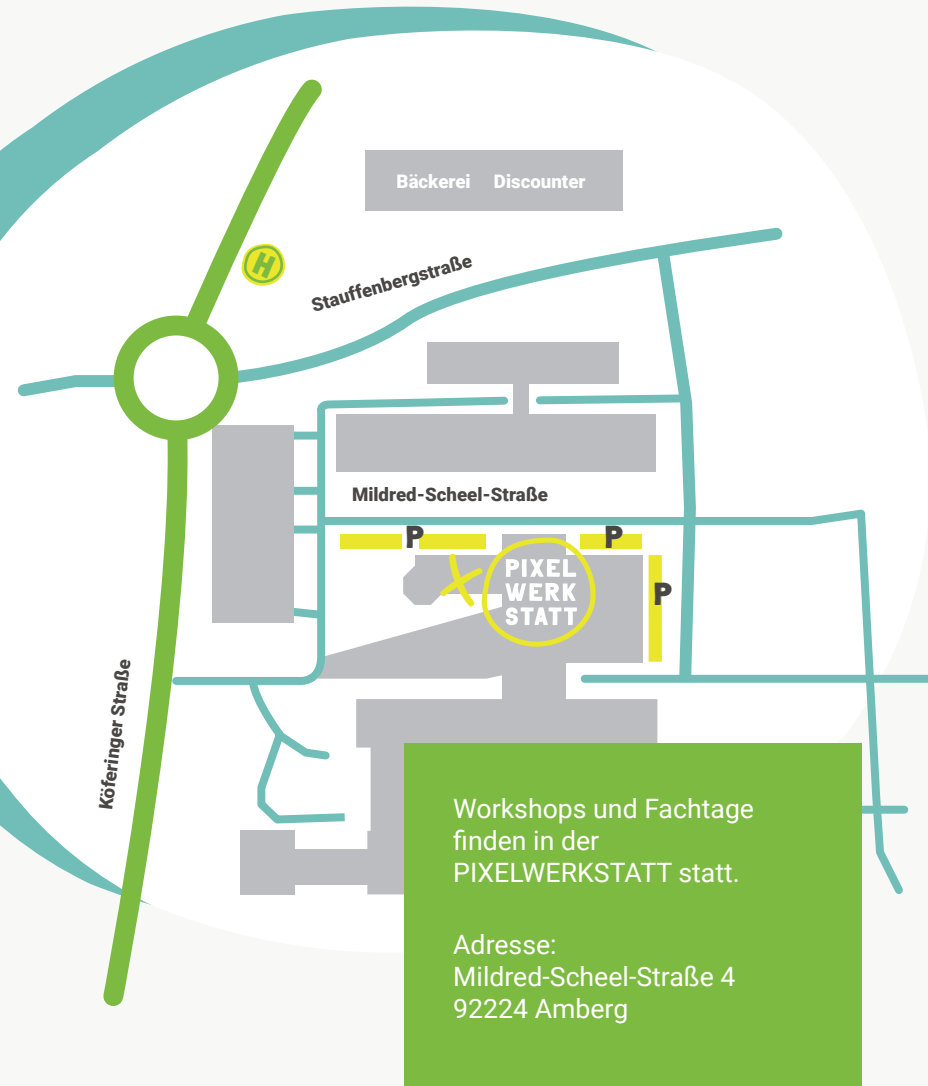 Bäckerei Discounter
H
Stauffenbergstraße
Mildred-Scheel-Straße
P
P
PIXEL
WERK
STATT
P
Köferinger Straße
Workshops und Fachtage
finden in der
PIXELWERKSTATT statt.
Adresse:
Mildred-Scheel-Straße 4
92224 Amberg